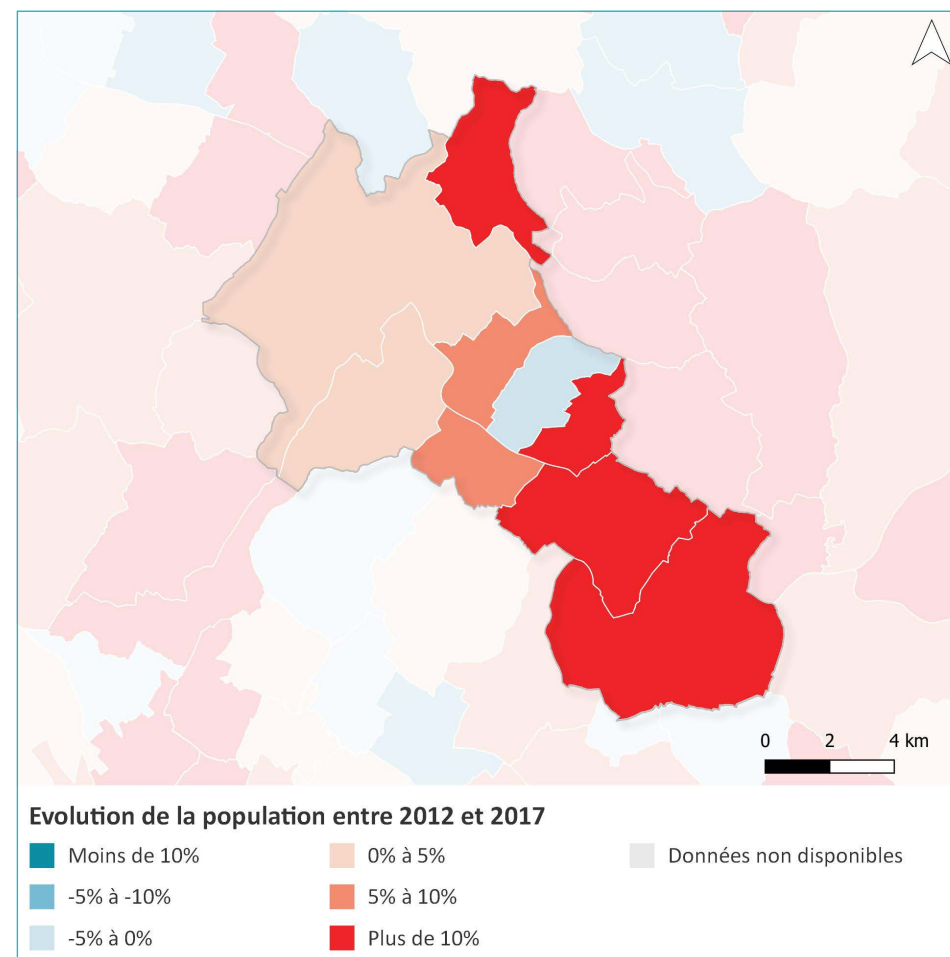 0 2 4 km
Evolution de la population entre 2012 et 2017
Moins de 10%
-5% à -10%
-5% à 0%
0% à 5%
5% à 10%
Plus de 10%
Données non disponibles